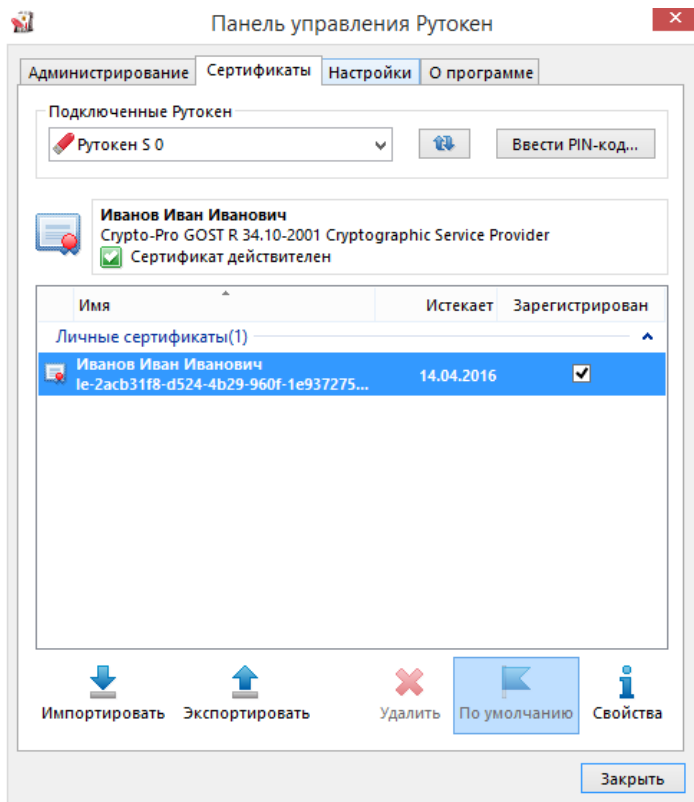 Панель управления Рутокен
Администрирование Сертификаты Настройки О программе
Подключенные Рутокен
Рутокен S 0 Ввести PIN-код...
Иванов Иван Иванович
Crypto-Pro GOST R 34.10-2001 Cryptographic Service Provider
Сертификат действителен
Имя Истекает Зарегистрирован
Личные сертификаты(1)
Иванов Иван Иванович
le-2acb31f8-d524-4b29-960f-1e937275... 14.04.2016
Импортировать Экспортировать Удалить По умолчанию Свойства
Закрыть